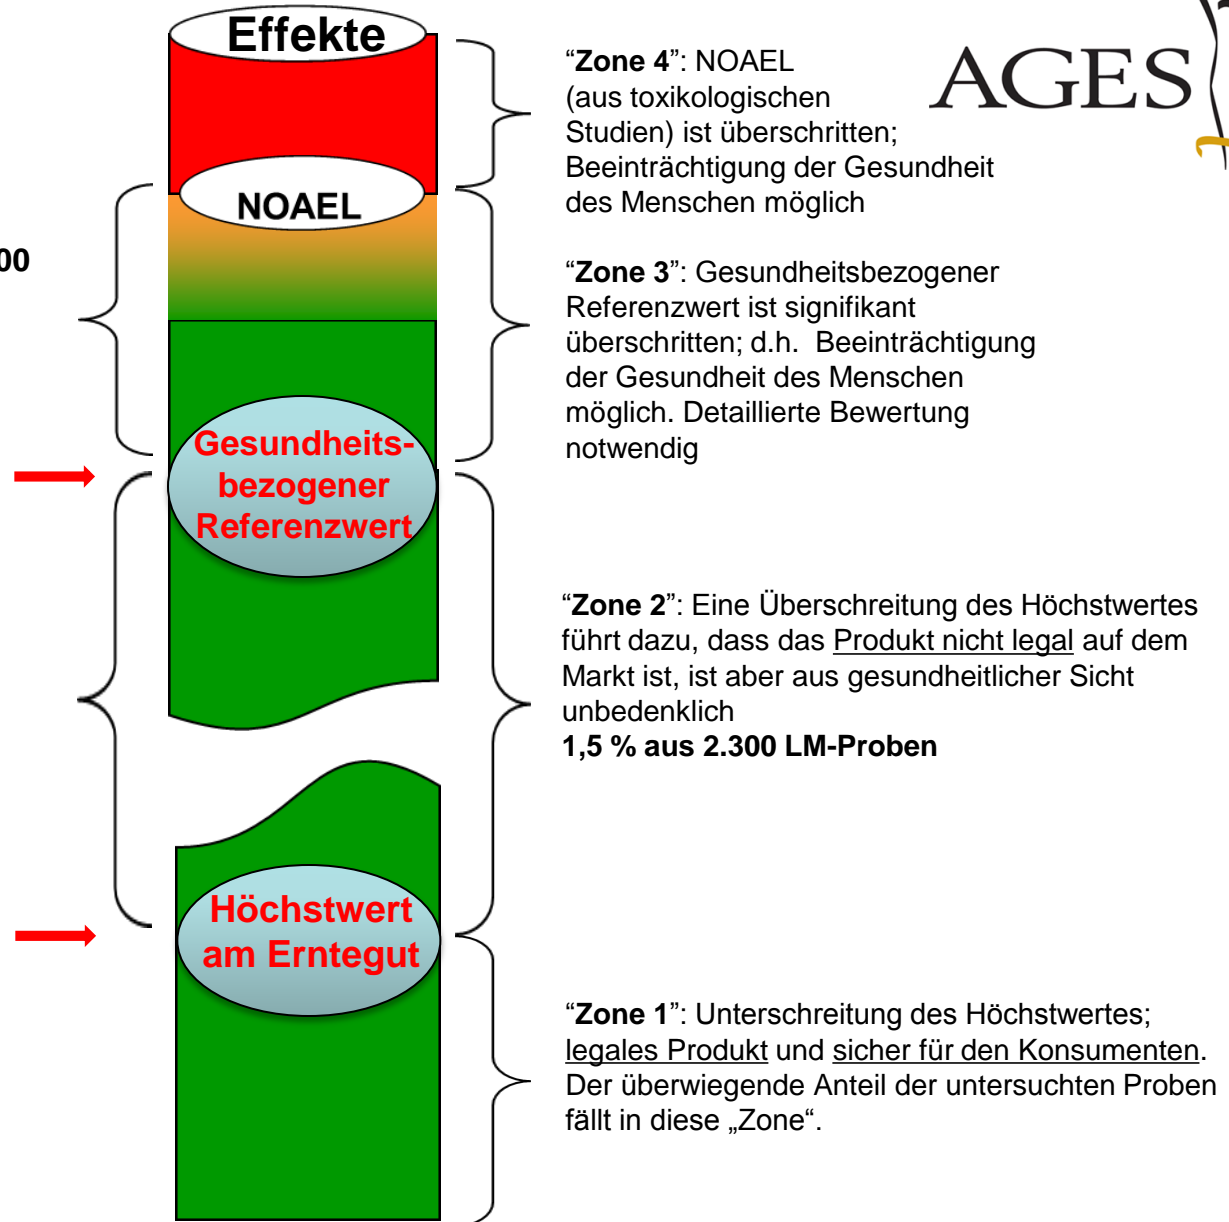 Effekte
NOAEL
00
Gesundheits-
bezogener
Referenzwert
Höchstwert
am Erntegut
AGES
“Zone 4”: NOAEL
(aus toxikologischen
Studien) ist überschritten;
Beeinträchtigung der Gesundheit
des Menschen möglich
“Zone 3”: Gesundheitsbezogener
Referenzwert ist signifikant
überschritten; d.h. Beeinträchtigung
der Gesundheit des Menschen
möglich. Detaillierte Bewertung
notwendig
“Zone 2”: Eine Überschreitung des Höchstwertes
führt dazu, dass das Produkt nicht legal auf dem
Markt ist, ist aber aus gesundheitlicher Sicht
unbedenklich
1,5 % aus 2.300 LM-Proben
“Zone 1”: Unterschreitung des Höchstwertes;
legales Produkt und sicher für den Konsumenten.
Der überwiegende Anteil der untersuchten Proben
fällt in diese „Zone“.